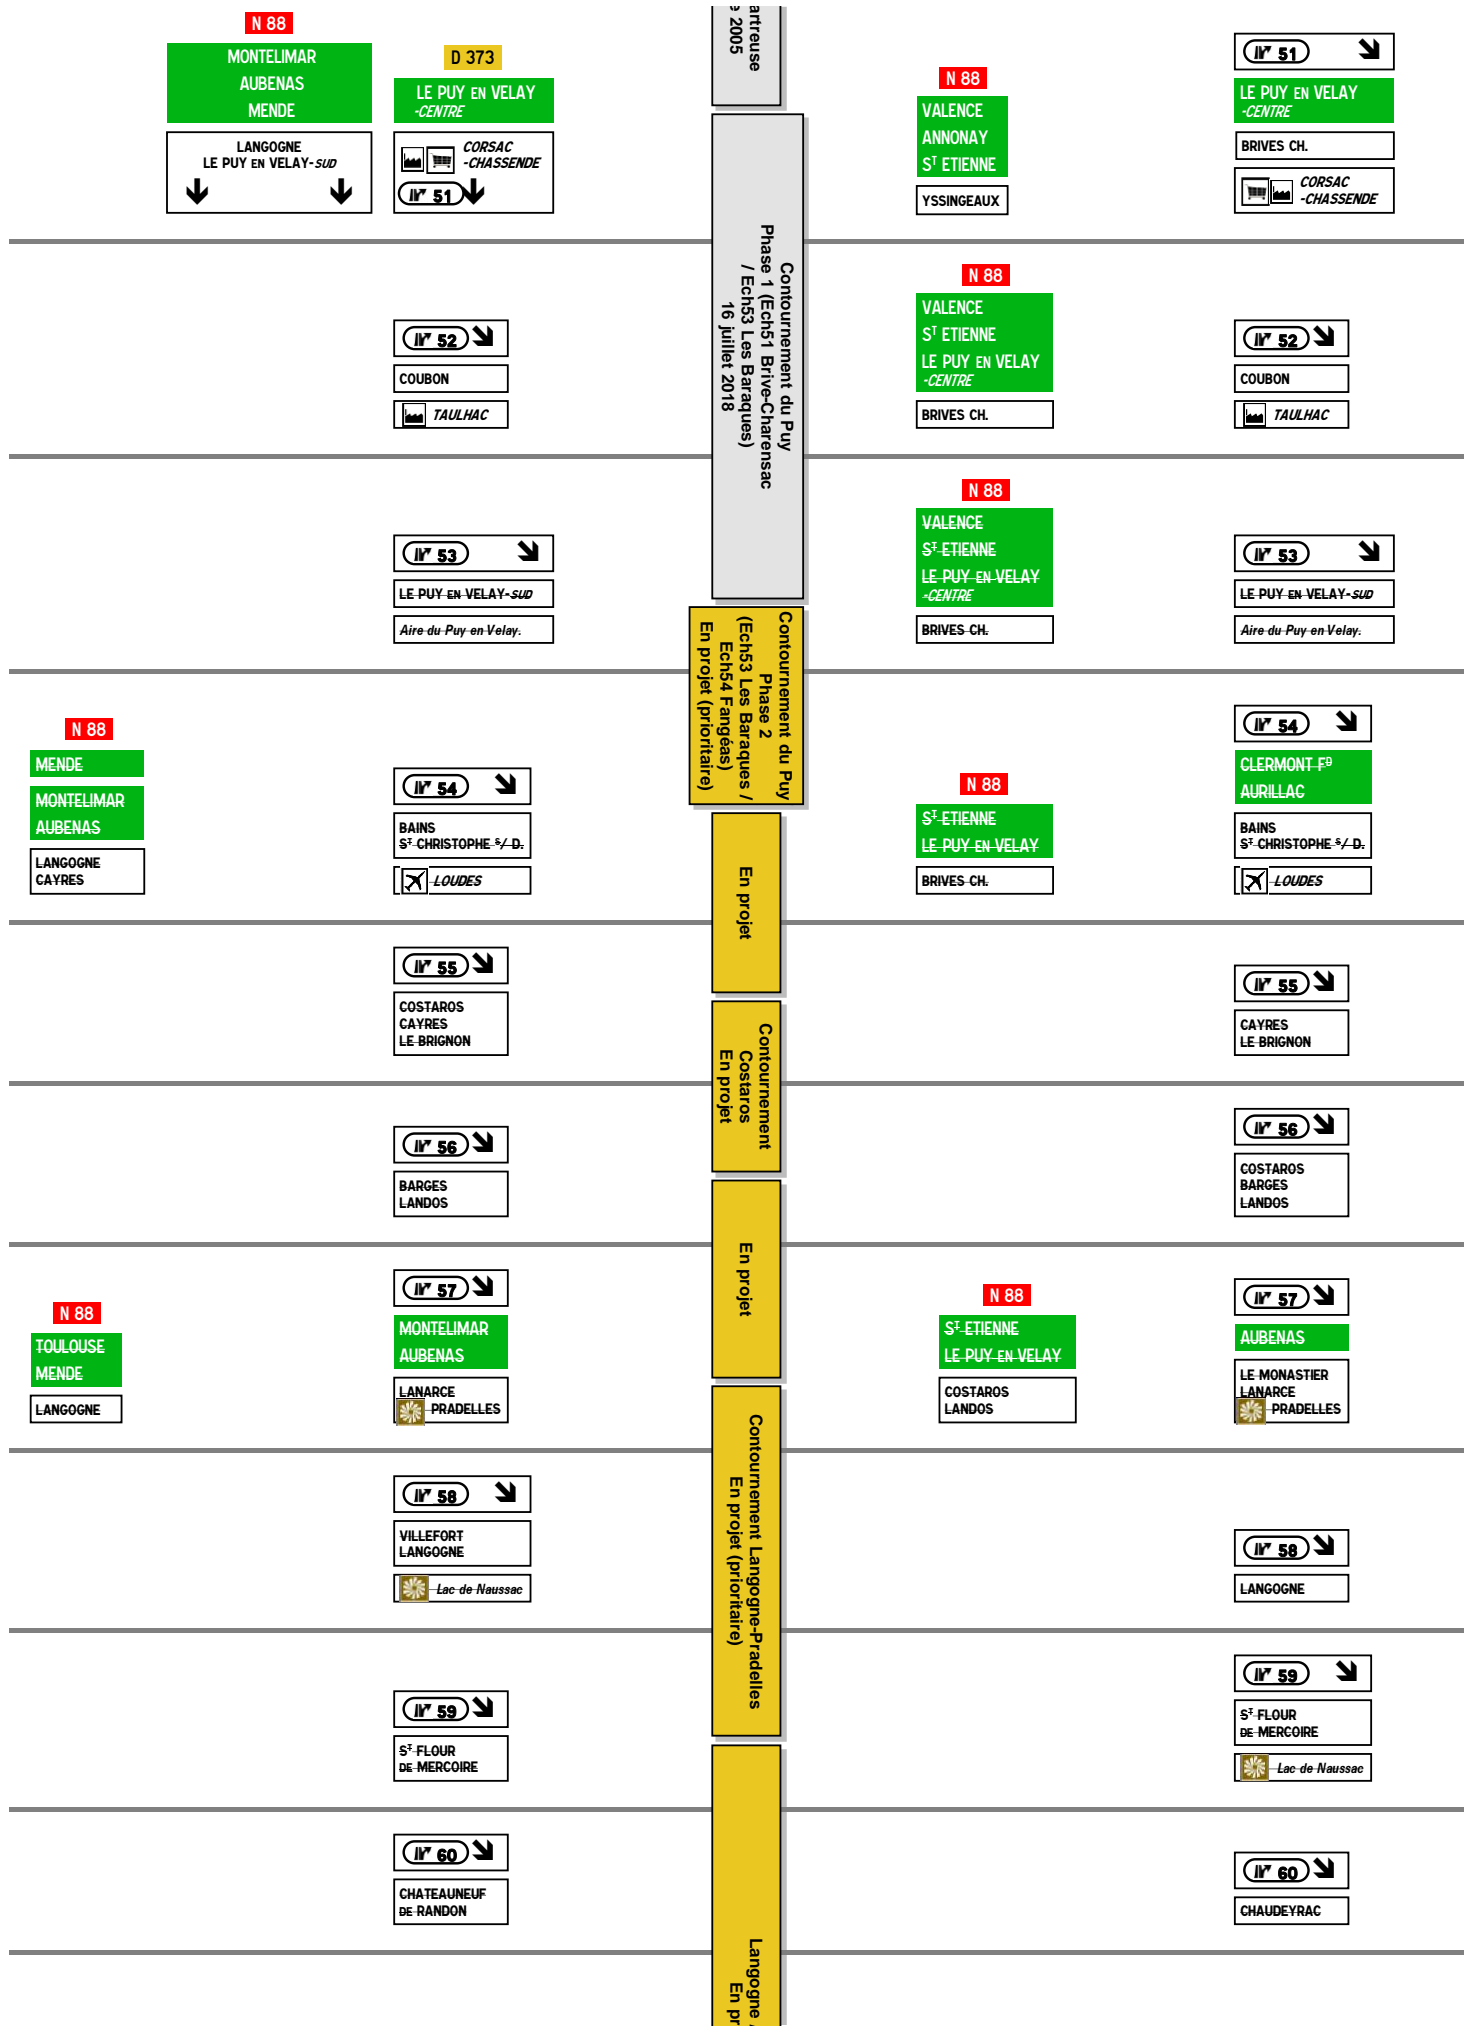 N 88
MONTELIMAR
AUBENAS
MENDE
LANGOGNE
LE PUY EN VELAY-SUD
D 373
LE PUY EN VELAY
-CENTRE
CORSAC
-CHASSENDE
51
artreuse
2005
N 88
VALENCE
ANNONAY
ST ETIENNE
YSSINGEAUX
51
LE PUY EN VELAY
-CENTRE
BRIVES CH.
CORSAC
-CHASSENDE
Contournement du Puy
Phase 1 (Ech51 Brive-Charensac
/ Ech53 Les Baraques)
16 juillet 2018
52
COUBON
TAULHAC
N 88
VALENCE
ST ETIENNE
LE PUY EN VELAY
-CENTRE
BRIVES CH.
52
COUBON
TAULHAC
53
LE PUY EN VELAY-SUD
Aire du Puy en Velay.
N 88
VALENCE
ST ETIENNE
LE PUY EN VELAY
-CENTRE
BRIVES CH.
53
LE PUY EN VELAY-SUD
Aire du Puy en Velay.
Contournement du Puy
Phase 2
(Ech53 Les Baraques /
Ech54 Fangéas)
En projet (prioritaire)
N 88
MENDE
MONTELIMAR
AUBENAS
LANGOGNE
CAYRES
54
BAINS
ST CHRISTOPHE S/ D.
LOUDES
N 88
ST ETIENNE
LE PUY EN VELAY
BRIVES CH.
54
CLERMONT FD
AURILLAC
BAINS
ST CHRISTOPHE S/ D.
LOUDES
En projet
55
COSTAROS
CAYRES
LE BRIGNON
55
CAYRES
LE BRIGNON
Contournement
Costaros
En projet
56
BARGES
LANDOS
56
COSTAROS
BARGES
LANDOS
En projet
N 88
TOULOUSE
MENDE
LANGOGNE
57
MONTELIMAR
AUBENAS
LANARCE
PRADELLES
N 88
ST ETIENNE
LE PUY EN VELAY
COSTAROS
LANDOS
57
AUBENAS
LE MONASTIER
LANARCE
PRADELLES
Contournement Langogne-Pradelles
En projet (prioritaire)
58
VILLEFORT
LANGOGNE
Lac de Naussac
58
LANGOGNE
59
ST FLOUR
DE MERCOIRE
59
ST FLOUR
DE MERCOIRE
Lac de Naussac
60
CHATEAUNEUF
DE RANDON
60
CHAUDEYRAC
Langogne
En pr